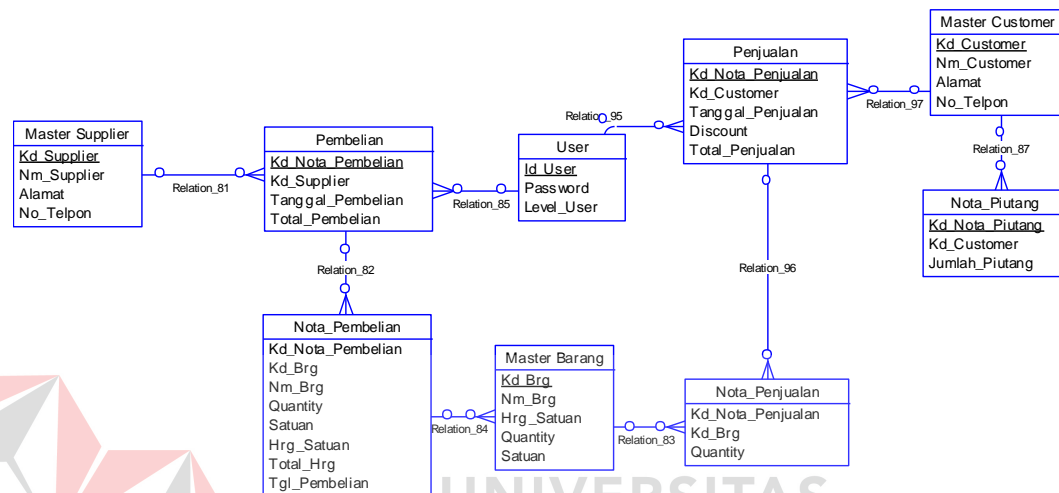 Master Customer
Kd_Customer
Nm_Customer
Alamat
No_Telpon
Penjualan
Kd_Nota_Penjualan
Kd_Customer
Tanggal_Penjualan
Discount
Total_Penjualan
Relation_97
Relation_95
Relation_87
Master Supplier
Kd_Supplier
Nm_Supplier
Alamat
No_Telpon
Relation_81
Pembelian
Kd_Nota_Pembelian
Kd_Supplier
Tanggal_Pembelian
Total_Pembelian
Relation_85
User
Id_User
Password
Level_User
Nota_Piutang
Kd_Nota_Piutang
Kd_Customer
Jumlah_Piutang
Relation_82
Relation_96
Nota_Pembelian
Kd_Nota_Pembelian
Kd_Brg
Nm_Brg
Quantity
Satuan
Hrg_Satuan
Total_Hrg
Tgl_Pembelian
Relation_84
Master Barang
Kd_Brg
Nm_Brg
Hrg_Satuan
Quantity
Satuan
Relation_83
Nota_Penjualan
Kd_Nota_Penjualan
Kd_Brg
Quantity
UNIVERSITAS